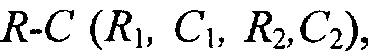 R-C (R₁, C₁, R₂,C₂),